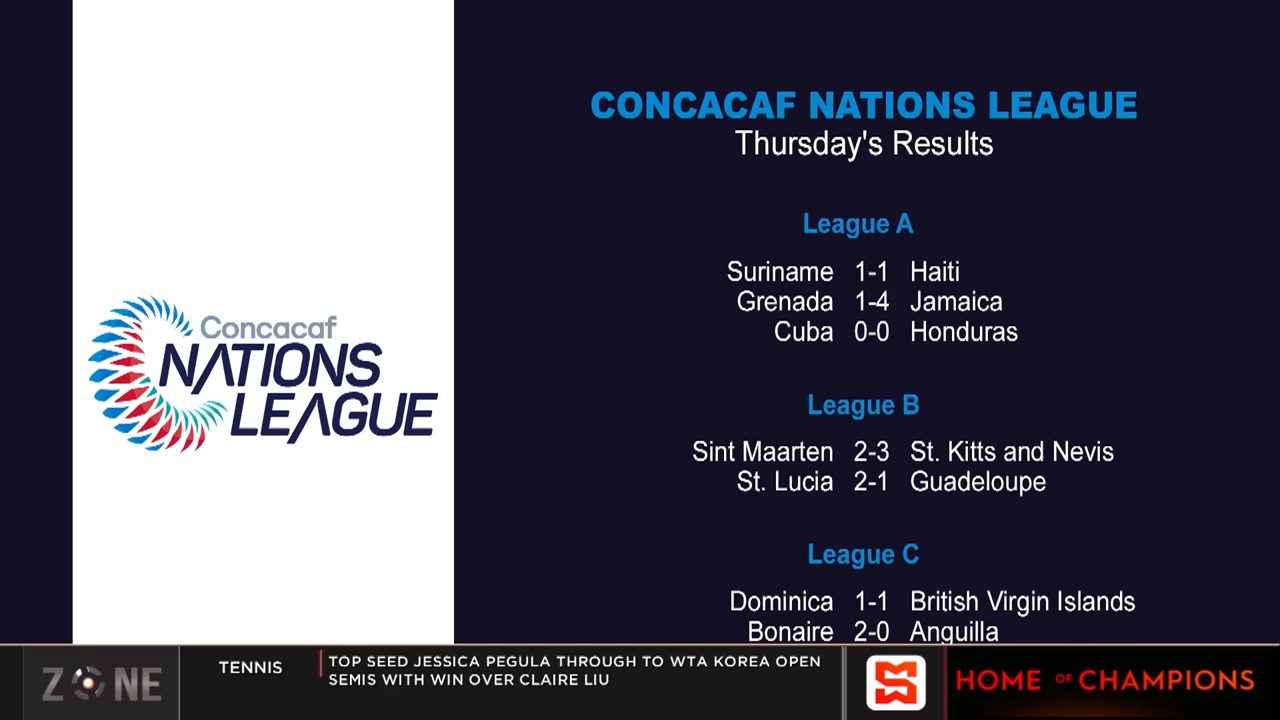 CONCACAF NATIONS LEAGUE
Thursday's Results
League A
Suriname 1-1 Haiti
Grenada 1-4 Jamaica
Cuba 0-0 Honduras
League B
Sint Maarten 2-3 St. Kitts and Nevis
St. Lucia 2-1 Guadeloupe
League C
Dominica 1-1 British Virgin Islands
Bonaire 2-0 Anguilla
Concacaf
NATIONS
LEAGUE
ZONE
TENNIS
TOP SEED JESSICA PEGULA THROUGH TO WTA KOREA OPEN
SEMIS WITH WIN OVER CLAIRE LIU
HOME OF CHAMPIONS